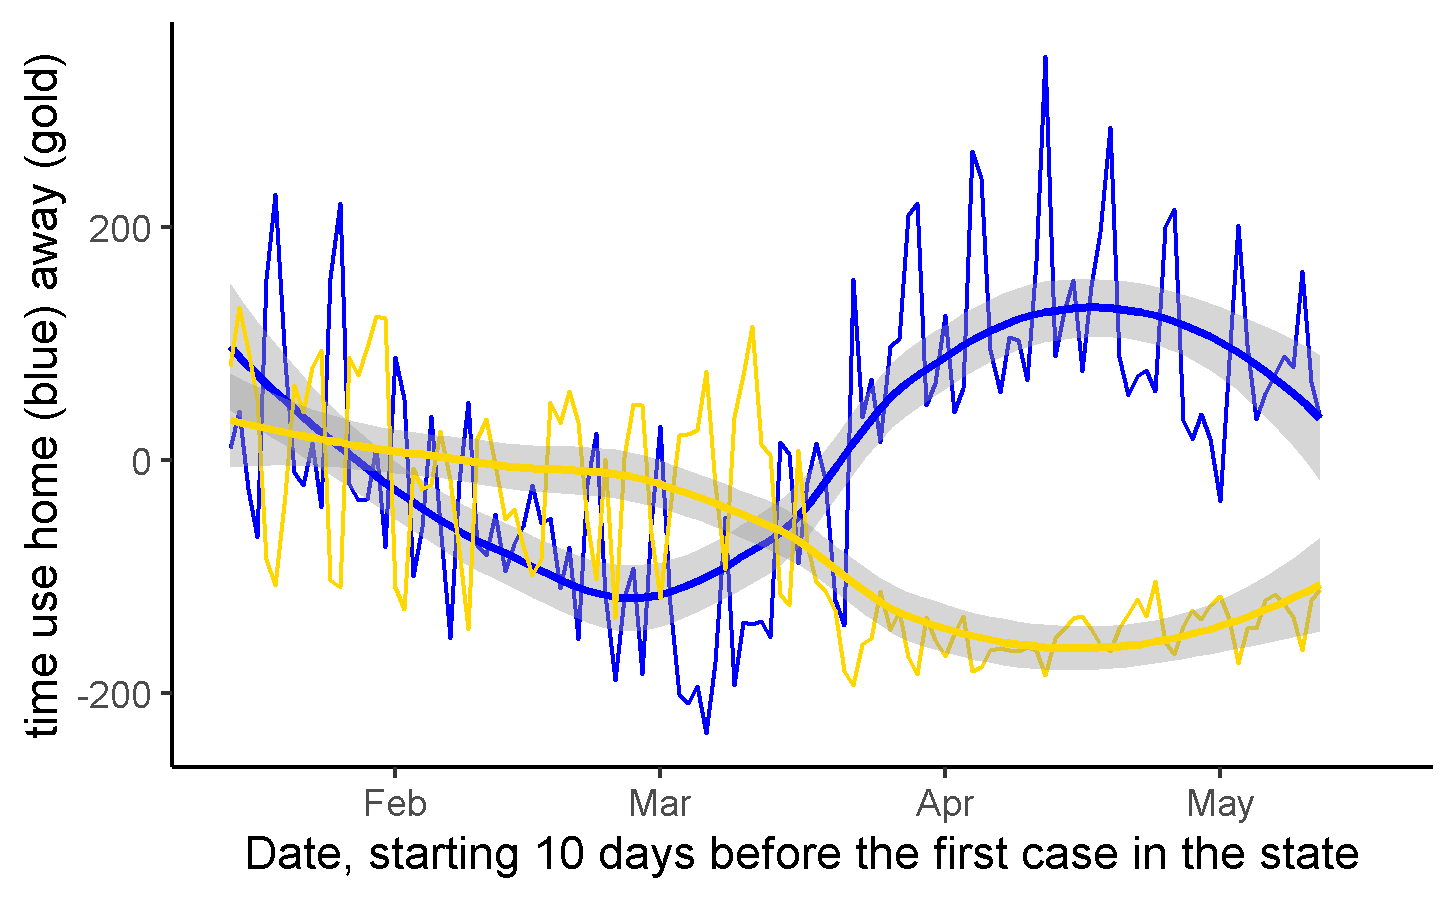 time use home (blue) away (gold)
200
0
-200
Feb
Mar
Apr
May
Date, starting 10 days before the first case in the state